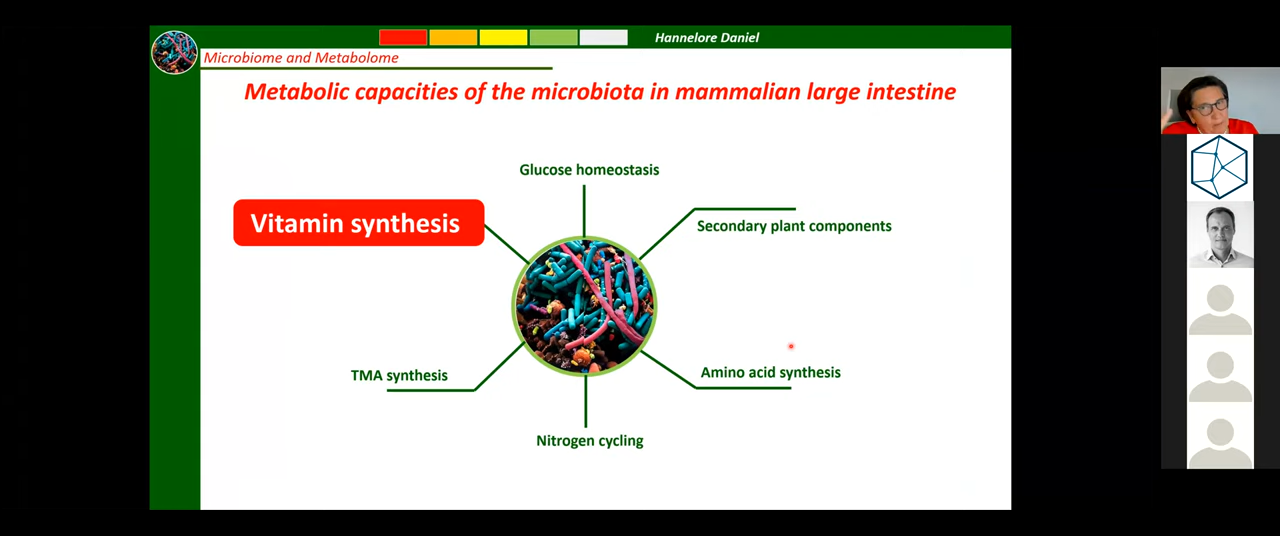 Hannelore Daniel
Microbiome and Metabolome
Metabolic capacities of the microbiota in mammalian large intestine
Glucose homeostasis
Vitamin synthesis
Secondary plant components
TMA synthesis
Amino acid synthesis
Nitrogen cycling